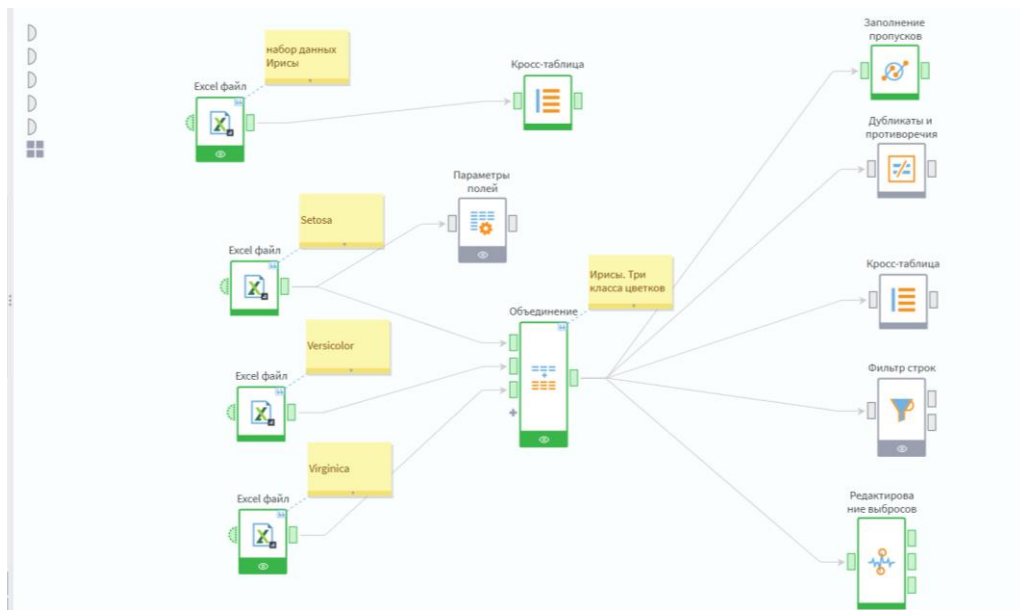 Заполнение
пропусков
набор данных
Ирисы
Кросс-таблица
Excel файл
Дубликаты и
противоречия
Параметры
полей
Setosa
Excel файл
Ирисы. Три
класса цветков
Кросс-таблица
Объединение
Versicolor
Excel файл
Фильтр строк
Virginica
Excel файл
Редактирова
ние выбросов